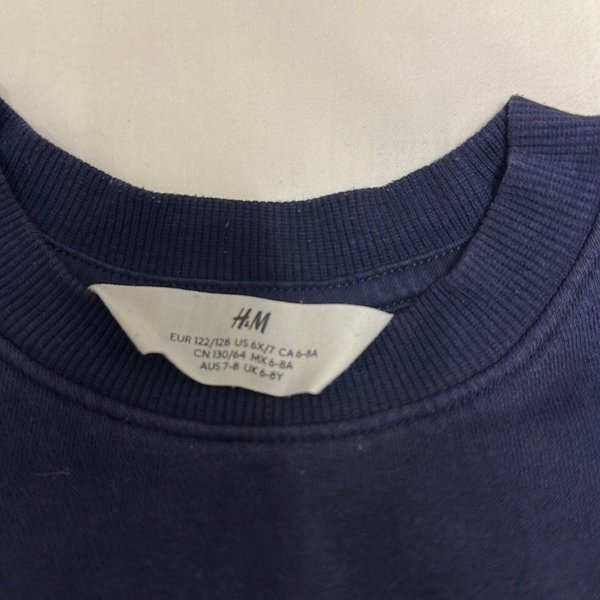 H&M
EUR 122/128 US 6X/7 CA 6-8A
CN 130/64 MX 6-8A
AUS 7-8 UK 6-8Y